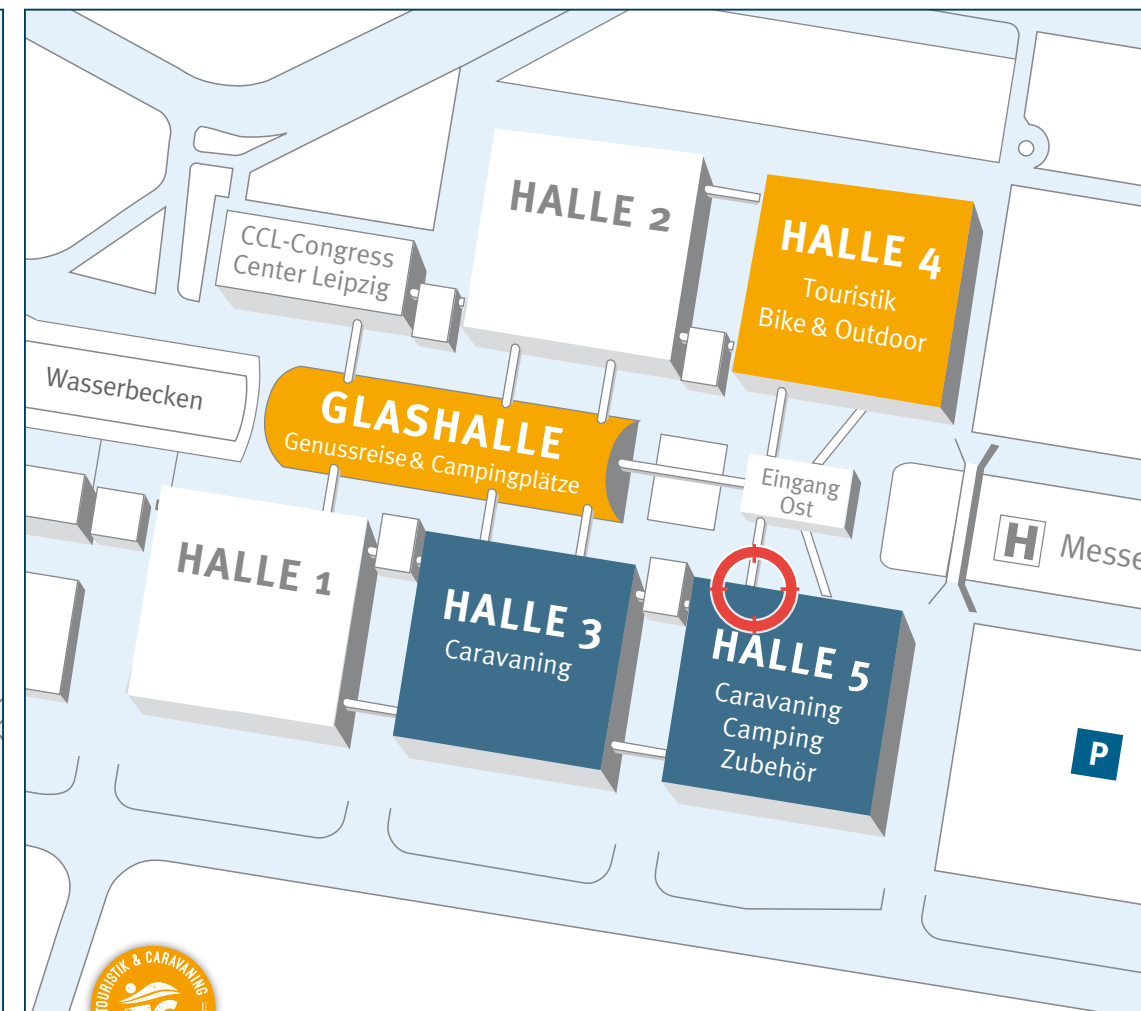 HALLE 2
HALLE 4
Touristik
Bike & Outdoor
CCL-Congress
Center Leipzig
Wasserbecken
GLASHALLE
Genussreise & Campingplätze
Eingang
Ost
H
HALLE 1
HALLE 3
Caravaning
HALLE 5
Caravaning
Camping
Zubehör
P
TOURISTIK & CARAVANING